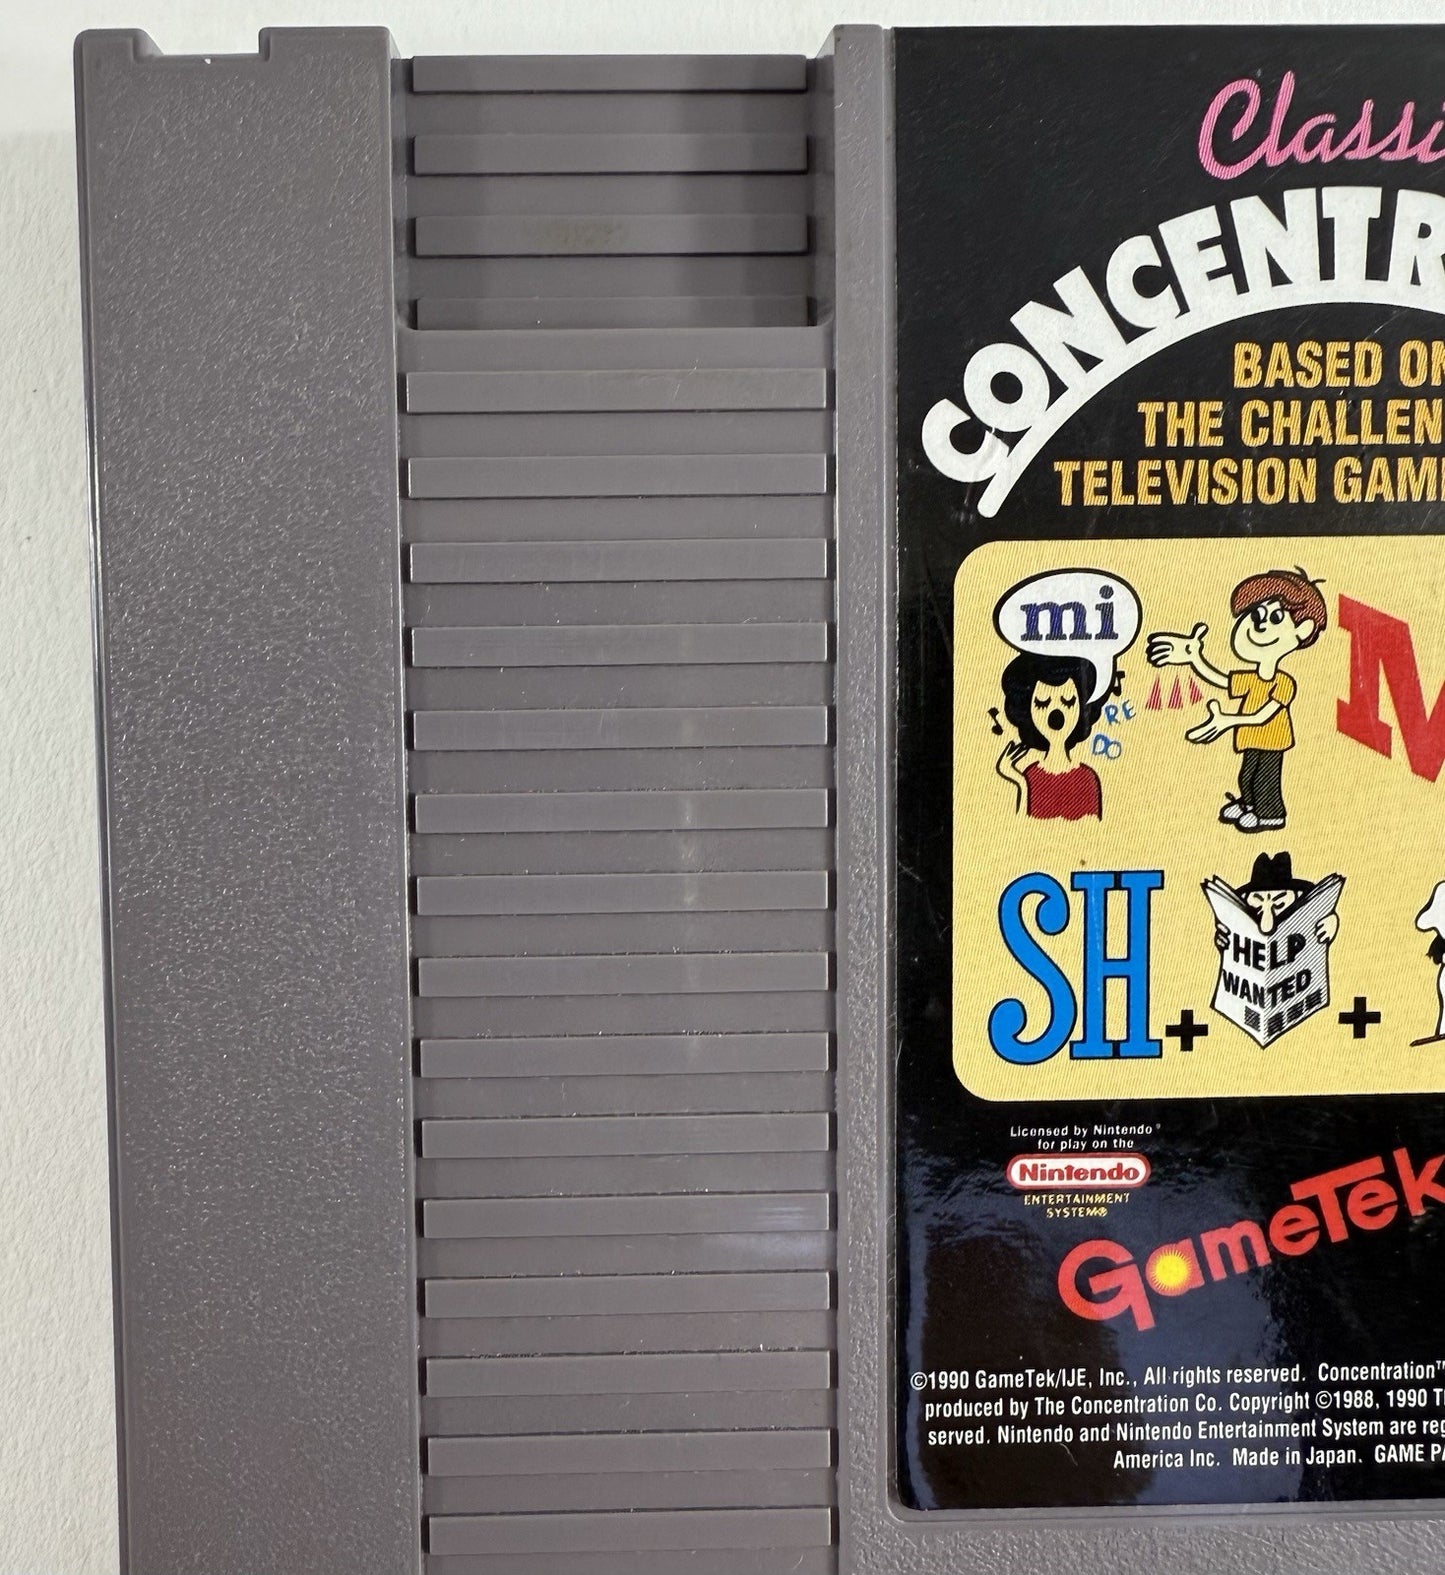 Classi
CONCENTR
BASED ON
THE CHALLEN
TELEVISION GAM
mi
RE
DO
M
SH + HELP WANTED +
Licensed by Nintendo®
for play on the
Nintendo
ENTERTAINMENT
SYSTEM®
GameTek
©1990 GameTek/IJE, Inc., All rights reserved. Concentration™
produced by The Concentration Co. Copyright ©1988, 1990 T
served. Nintendo and Nintendo Entertainment System are reg
America Inc. Made in Japan. GAME PA